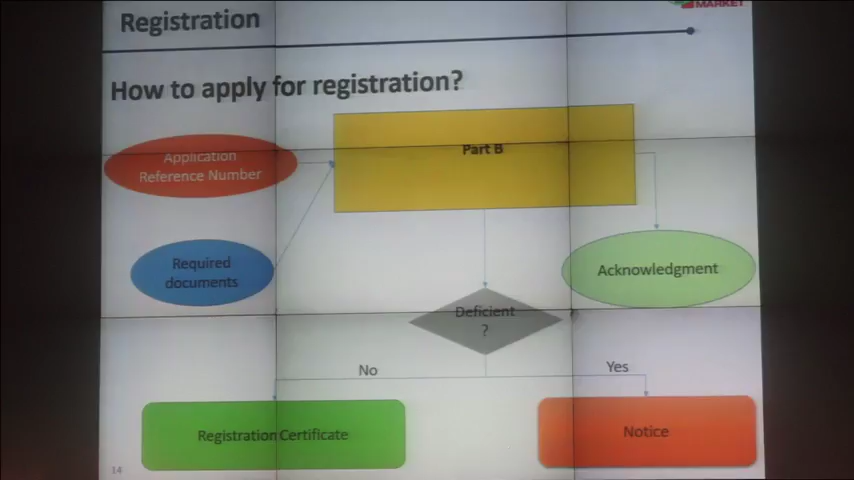 Registration
MARKET
How to apply for registration?
Application
Reference Number
Part B
Required
documents
Acknowledgment
Deficient
?
No
Yes
Registration Certificate
Notice
14